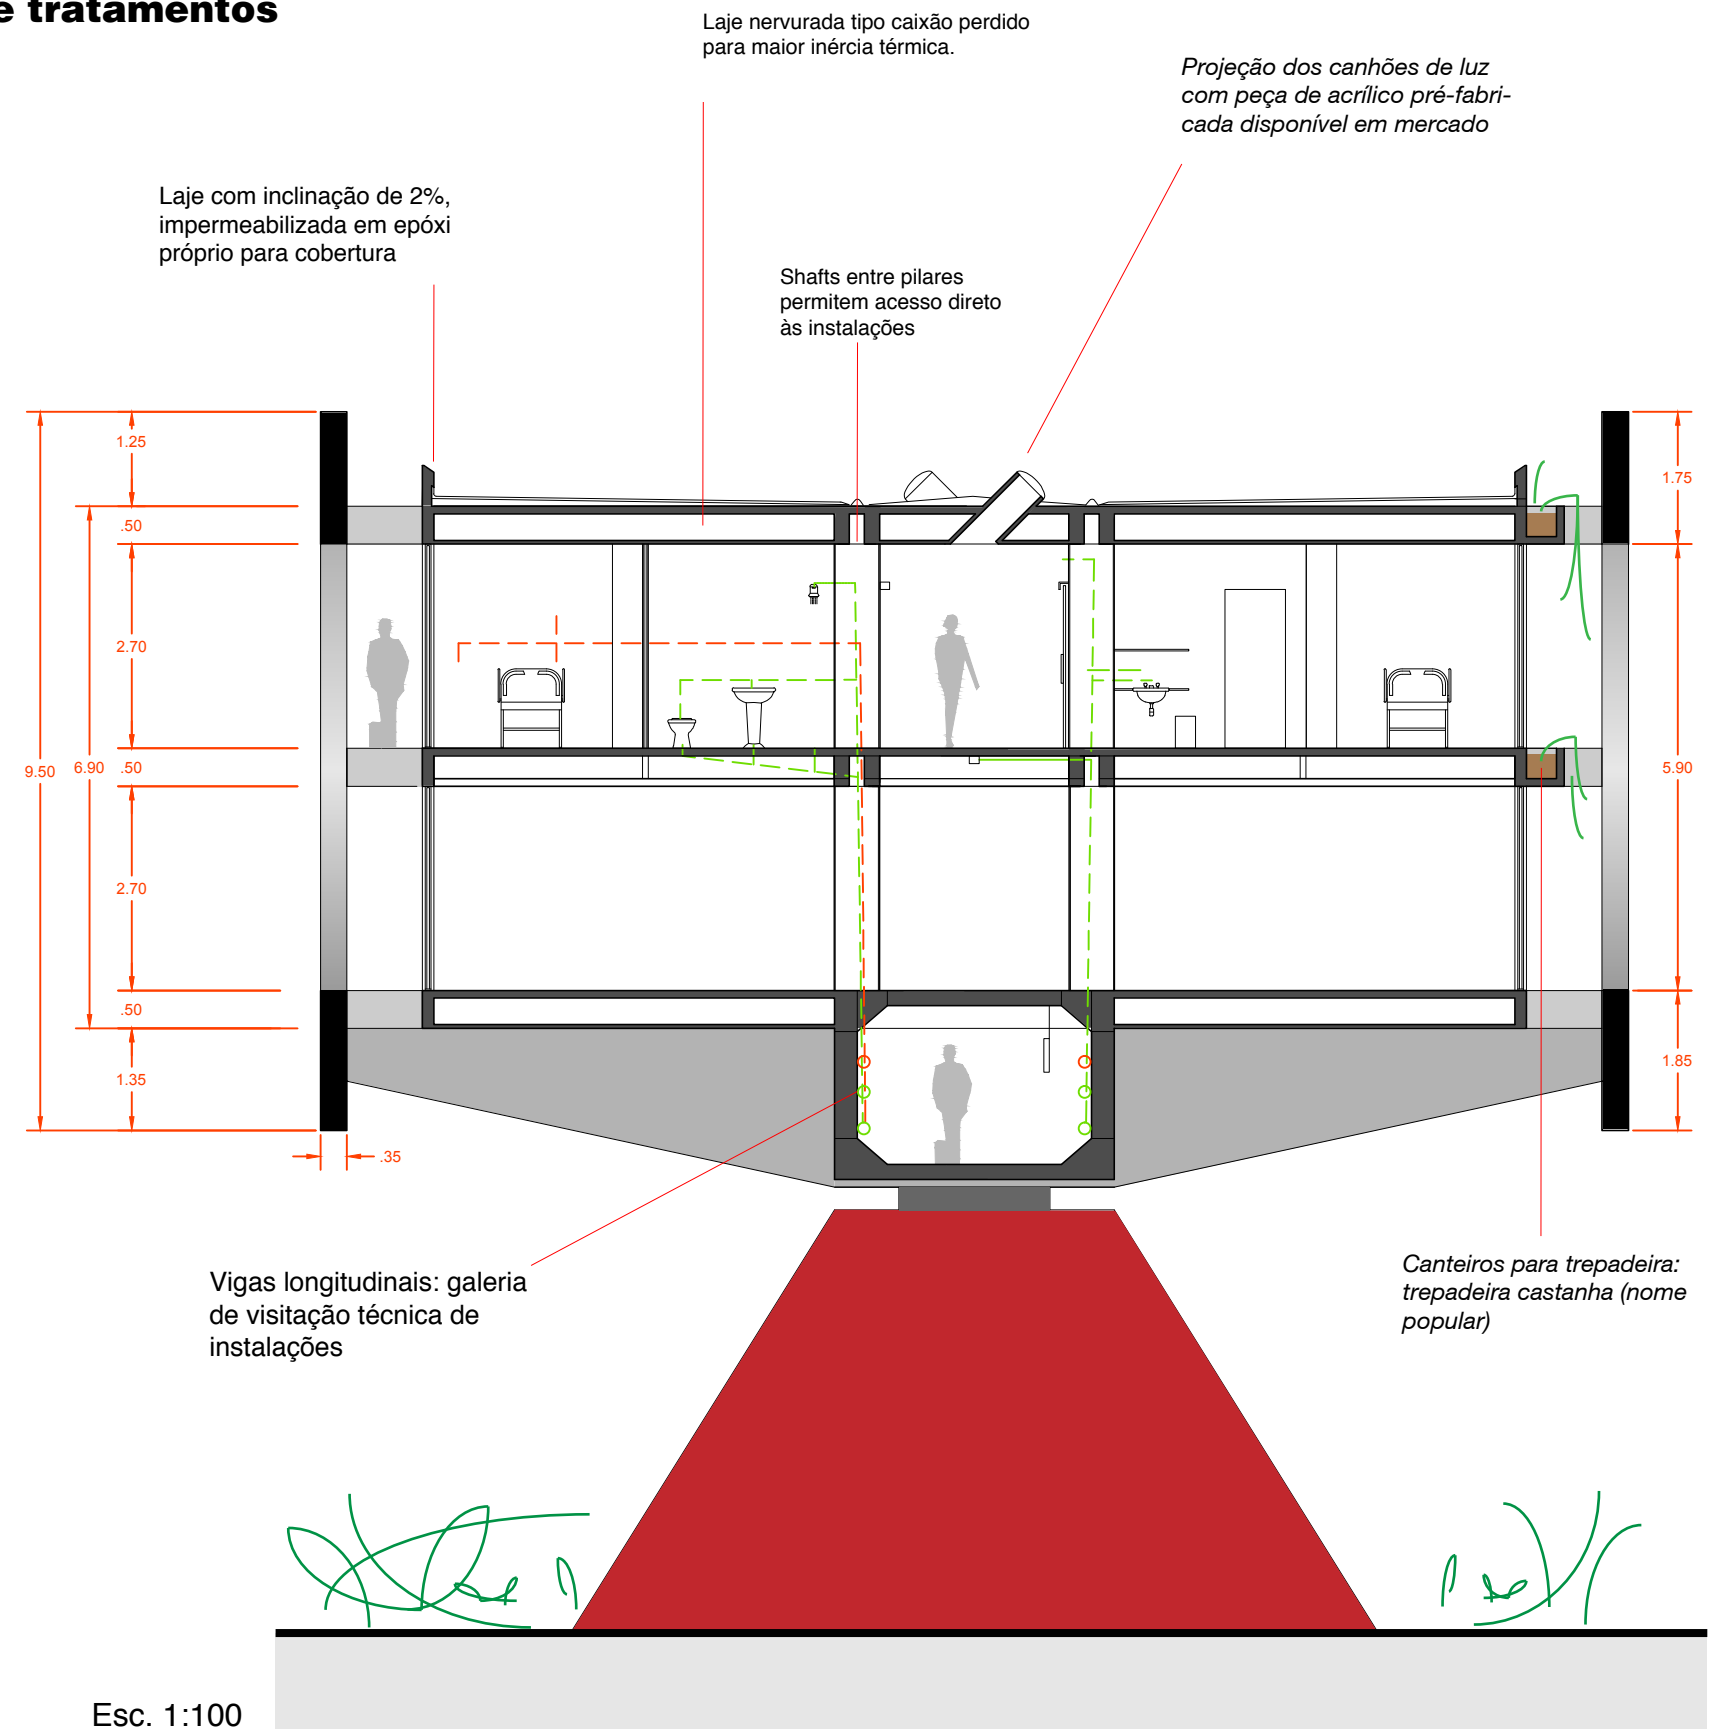 e tratamentos
Laje nervurada tipo caixão perdido
para maior inércia térmica.
Projeção dos canhões de luz
com peça de acrílico pré-fabri-
cada disponível em mercado
Laje com inclinação de 2%,
impermeabilizada em epóxi
próprio para cobertura
Shafts entre pilares
permitem acesso direto
às instalações
1.25
.50
2.70
9.50
6.90
.50
2.70
.50
1.35
.35
1.75
5.90
1.85
Vigas longitudinais: galeria
de visitação técnica de
instalações
Canteiros para trepadeira:
trepadeira castanha (nome
popular)
Esc. 1:100